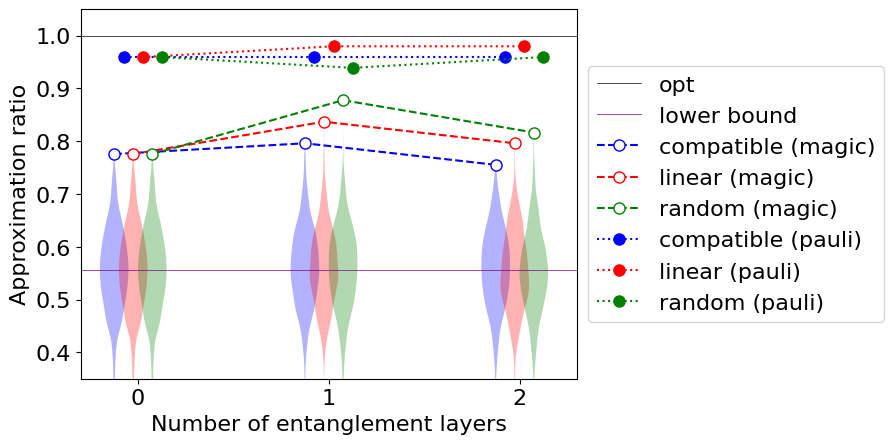 1.0
0.9
0.8
0.7
0.6
0.5
0.4
Approximation ratio
0 1 2
Number of entanglement layers
opt
lower bound
compatible (magic)
linear (magic)
random (magic)
compatible (pauli)
linear (pauli)
random (pauli)